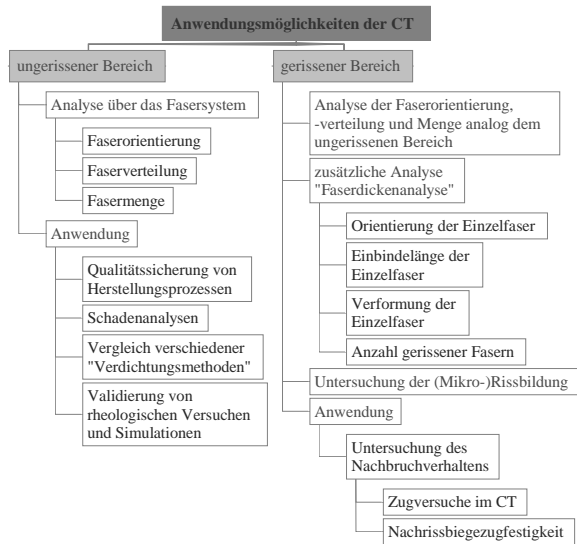 Anwendungsmöglichkeiten der CT
ungerissener Bereich
Analyse über das Fasersystem
Faserorientierung
Faserverteilung
Fasermenge
Anwendung
Qualitätssicherung von
Herstellungsprozessen
Schadenanalysen
Vergleich verschiedener
"Verdichtungsmethoden"
Validierung von
rheologischen Versuchen
und Simulationen
gerissener Bereich
Analyse der Faserorientierung,
-verteilung und Menge analog dem
ungerissenen Bereich
zusätzliche Analyse
"Faserdickenanalyse"
Orientierung der Einzelfaser
Einbindelänge der
Einzelfaser
Verformung der
Einzelfaser
Anzahl gerissener Fasern
Untersuchung der (Mikro-)Rissbildung
Anwendung
Untersuchung des
Nachbruchverhaltens
Zugversuche im CT
Nachrissbiegezugfestigkeit